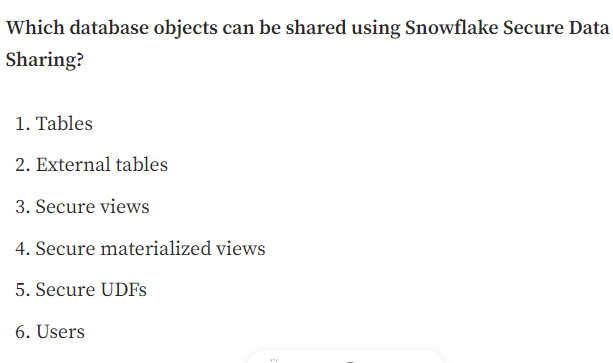 Which database objects can be shared using Snowflake Secure Data
Sharing?
1. Tables
2. External tables
3. Secure views
4. Secure materialized views
5. Secure UDFs
6. Users